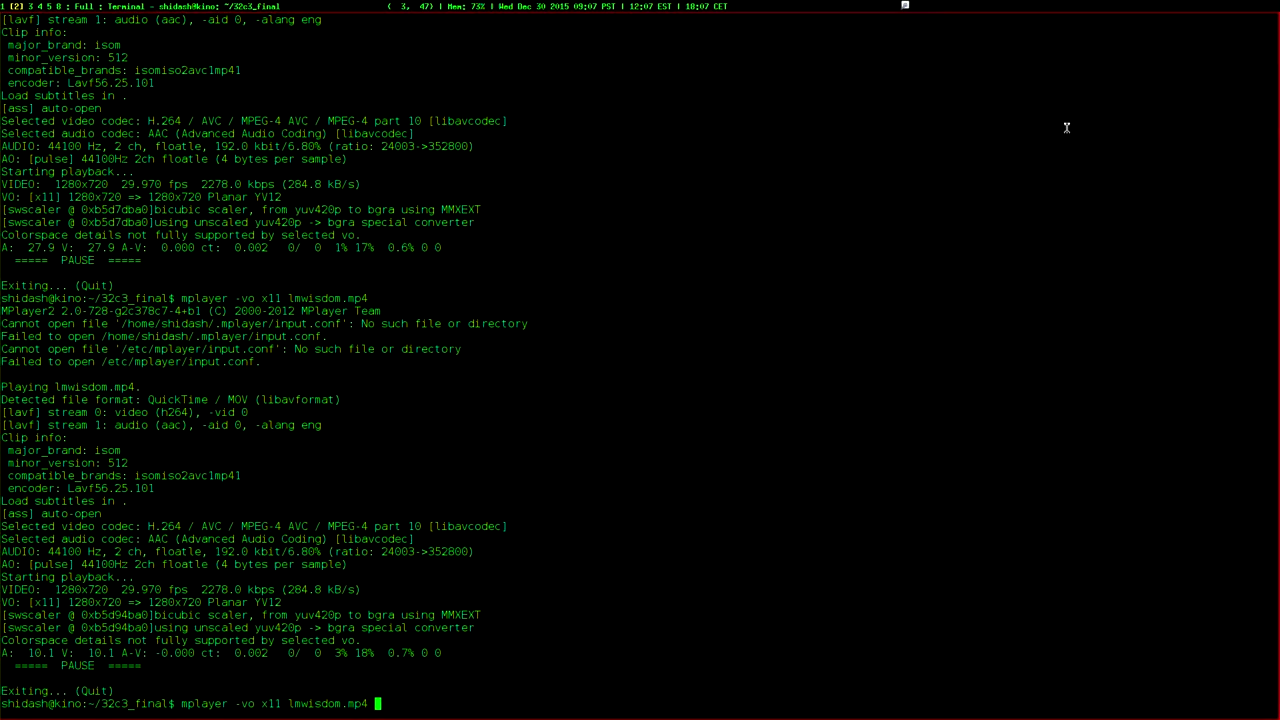 1 [2] 3 4 5 8 : Full : Terminal - shidash@kino: ~/32c3_final ( 3, 47) | Mem: 73% | Wed Dec 30 2015 09:07 PST | 12:07 EST | 18:07 CET
[lavf] stream 1: audio (aac), -aid 0, -alang eng
Clip info:
major_brand: isom
minor_version: 512
compatible_brands: isomiso2avc1mp41
encoder: Lavf56.25.101
Load subtitles in .
[ass] auto-open
Selected video codec: H.264 / AVC / MPEG-4 AVC / MPEG-4 part 10 [libavcodec]
Selected audio codec: AAC (Advanced Audio Coding) [libavcodec]
AUDIO: 44100 Hz, 2 ch, floatle, 192.0 kbit/6.80% (ratio: 24003->352800)
AO: [pulse] 44100Hz 2ch floatle (4 bytes per sample)
Starting playback...
VIDEO: 1280x720 29.970 fps 2278.0 kbps (284.8 kB/s)
VO: [x11] 1280x720 => 1280x720 Planar YV12
[swscaler @ 0xb5d7dba0]bicubic scaler, from yuv420p to bgra using MMXEXT
[swscaler @ 0xb5d7dba0]using unscaled yuv420p -> bgra special converter
Colorspace details not fully supported by selected vo.
A: 27.9 V: 27.9 A-V: 0.000 ct: 0.002 0/ 0 1% 17% 0.6% 0 0
===== PAUSE =====
Exiting... (Quit)
shidash@kino:~/32c3_final$ mplayer -vo x11 lmwisdom.mp4
MPlayer2 2.0-728-g2c378c7-4+b1 (C) 2000-2012 MPlayer Team
Cannot open file '/home/shidash/.mplayer/input.conf': No such file or directory
Failed to open /home/shidash/.mplayer/input.conf.
Cannot open file '/etc/mplayer/input.conf': No such file or directory
Failed to open /etc/mplayer/input.conf.
Playing lmwisdom.mp4.
Detected file format: QuickTime / MOV (libavformat)
[lavf] stream 0: video (h264), -vid 0
[lavf] stream 1: audio (aac), -aid 0, -alang eng
Clip info:
major_brand: isom
minor_version: 512
compatible_brands: isomiso2avc1mp41
encoder: Lavf56.25.101
Load subtitles in .
[ass] auto-open
Selected video codec: H.264 / AVC / MPEG-4 AVC / MPEG-4 part 10 [libavcodec]
Selected audio codec: AAC (Advanced Audio Coding) [libavcodec]
AUDIO: 44100 Hz, 2 ch, floatle, 192.0 kbit/6.80% (ratio: 24003->352800)
AO: [pulse] 44100Hz 2ch floatle (4 bytes per sample)
Starting playback...
VIDEO: 1280x720 29.970 fps 2278.0 kbps (284.8 kB/s)
VO: [x11] 1280x720 => 1280x720 Planar YV12
[swscaler @ 0xb5d94ba0]bicubic scaler, from yuv420p to bgra using MMXEXT
[swscaler @ 0xb5d94ba0]using unscaled yuv420p -> bgra special converter
Colorspace details not fully supported by selected vo.
A: 10.1 V: 10.1 A-V: -0.000 ct: 0.002 0/ 0 3% 18% 0.7% 0 0
===== PAUSE =====
Exiting... (Quit)
shidash@kino:~/32c3_final$ mplayer -vo x11 lmwisdom.mp4